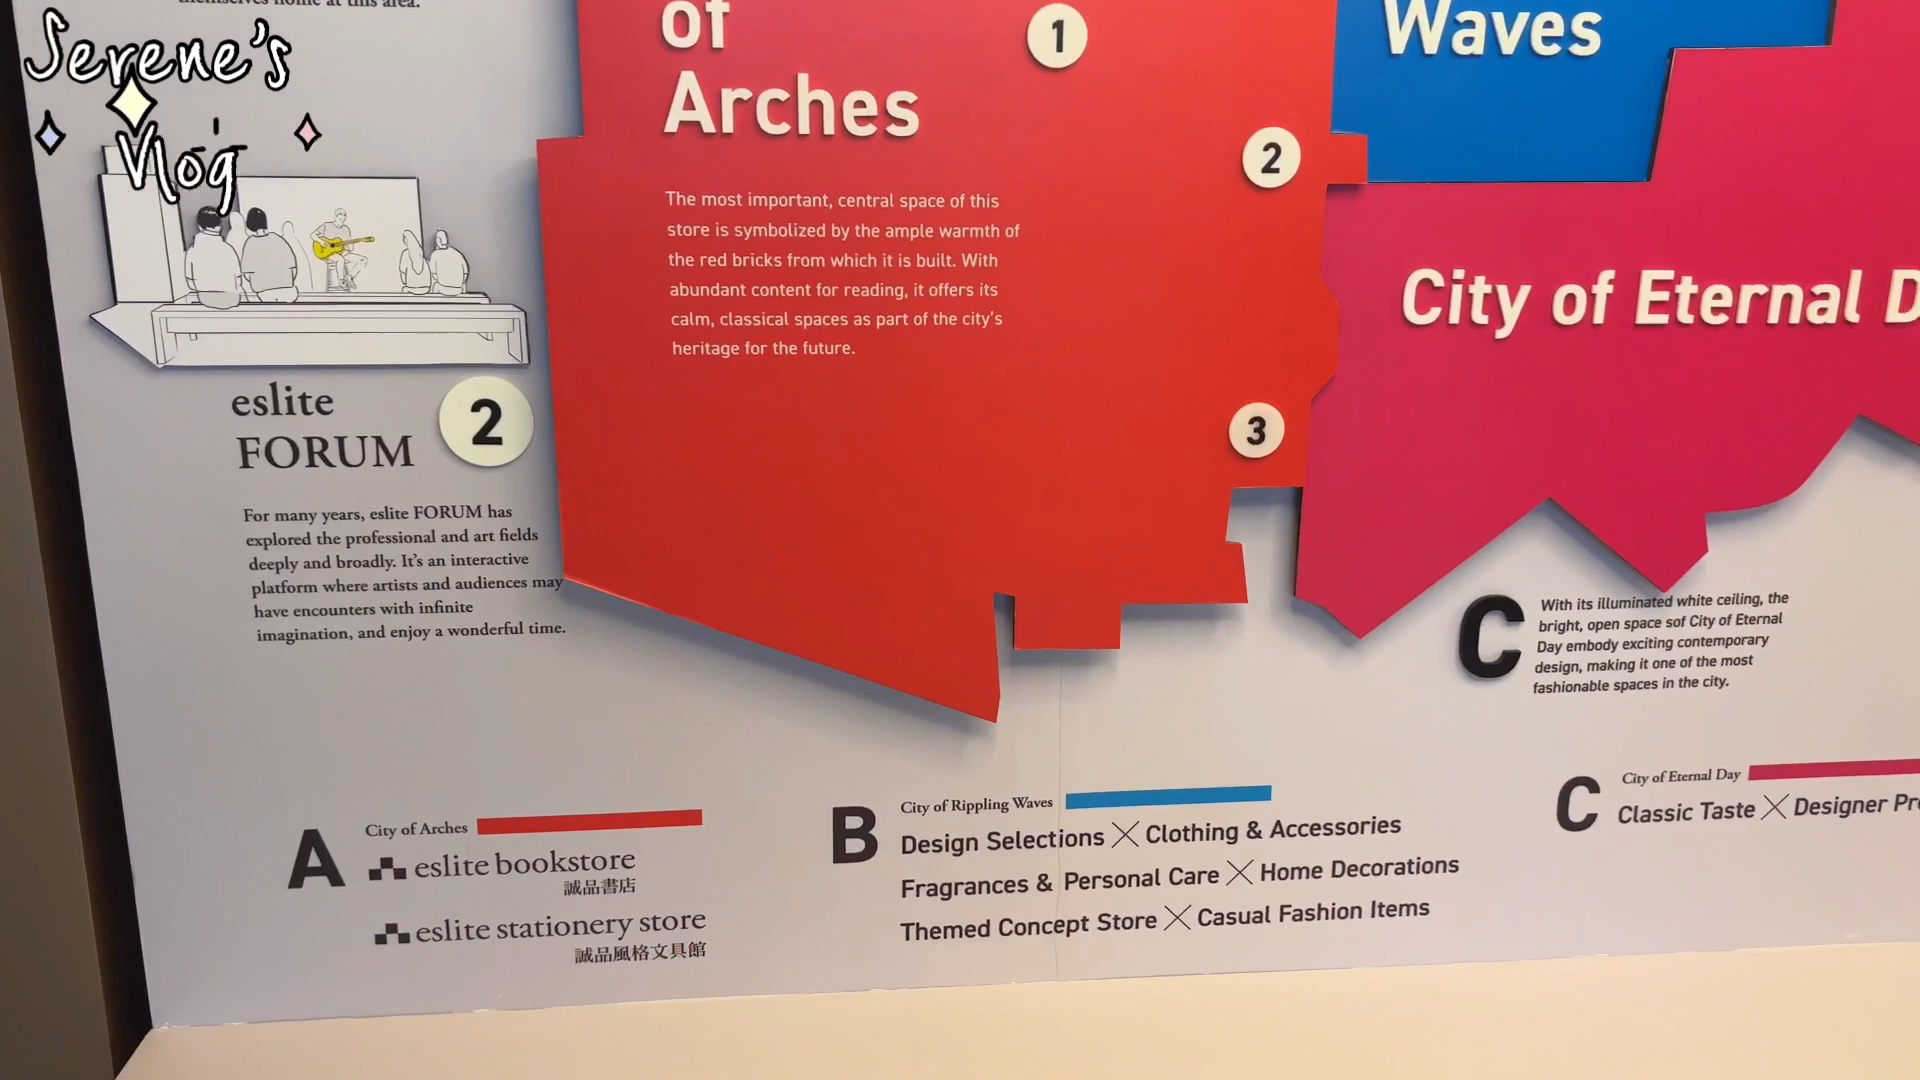 themselves home at this area.
Serene's
Vlog
eslite
FORUM
2
For many years, eslite FORUM has
explored the professional and art fields
deeply and broadly. It's an interactive
platform where artists and audiences may
have encounters with infinite
imagination, and enjoy a wonderful time.
of
Arches
The most important, central space of this
store is symbolized by the ample warmth of
the red bricks from which it is built. With
abundant content for reading, it offers its
calm, classical spaces as part of the city's
heritage for the future.
1
2
3
Waves
City of Eternal D
C
With its illuminated white ceiling, the
bright, open space sof City of Eternal
Day embody exciting contemporary
design, making it one of the most
fashionable spaces in the city.
A
City of Arches
eslite bookstore
誠品書店
eslite stationery store
誠品風格文具館
B
City of Rippling Waves
Design Selections × Clothing & Accessories
Fragrances & Personal Care × Home Decorations
Themed Concept Store × Casual Fashion Items
C
City of Eternal Day
Classic Taste × Designer Pr